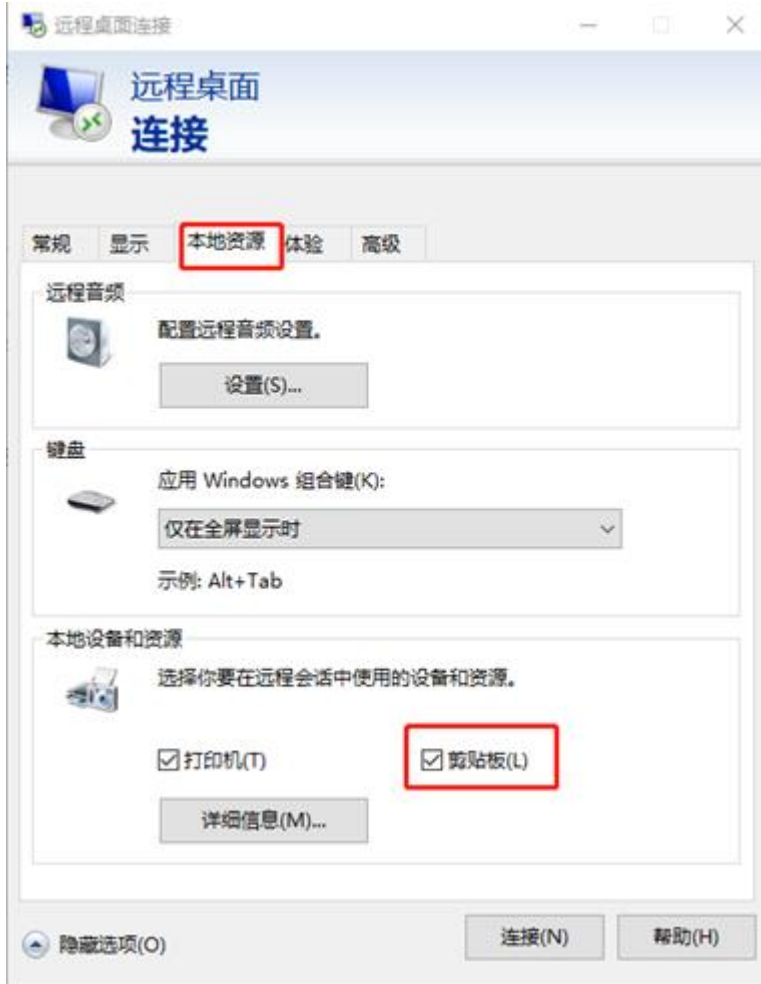 远程桌面连接
远程桌面
连接
常规 显示 本地资源 体验 高级
远程音频
配置远程音频设置。
设置(S)...
键盘
应用 Windows 组合键(K):
仅在全屏显示时
示例: Alt+Tab
本地设备和资源
选择你要在远程会话中使用的设备和资源。
打印机(T) 剪贴板(L)
详细信息(M)...
隐藏选项(O) 连接(N) 帮助(H)